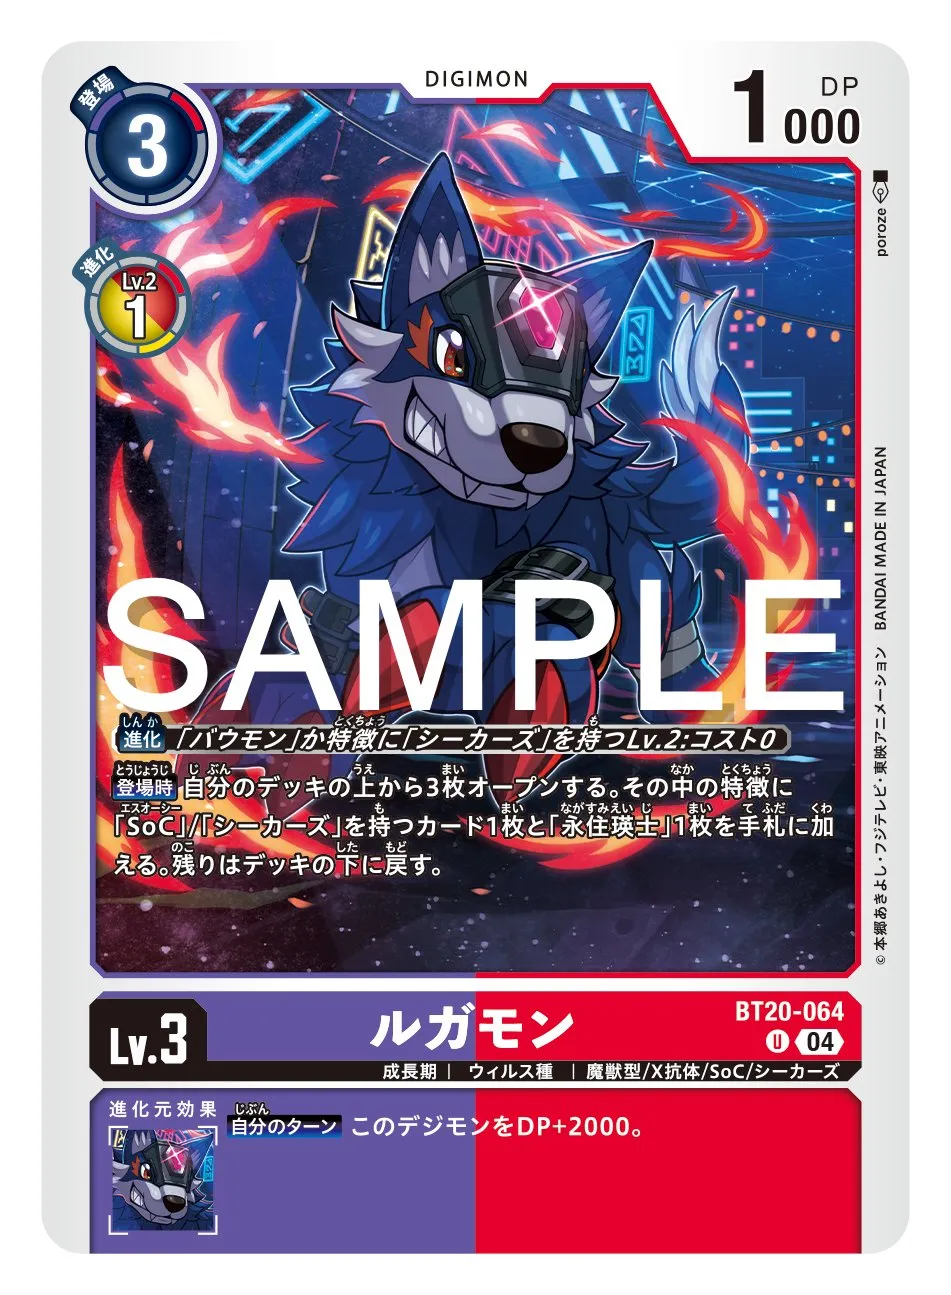 DIGIMON
登場
3
1000
DP
進化
Lv.2
1
poroze
©本郷あきよし・フジテレビ・東映アニメーション BANDAI MADE IN JAPAN
SAMPLE
進化 「バウモン」か特徴に「シーカーズ」を持つLv.2:コスト0
登場時 自分のデッキの上から3枚オープンする。その中の特徴に
「SoC」/「シーカーズ」を持つカード1枚と「永住瑛士」1枚を手札に加
える。残りはデッキの下に戻す。
Lv.3
ルガモン
BT20-064
U 04
成長期 | ウィルス種 | 魔獣型/X抗体/SoC/シーカーズ
進化元効果
自分のターン このデジモンをDP+2000。